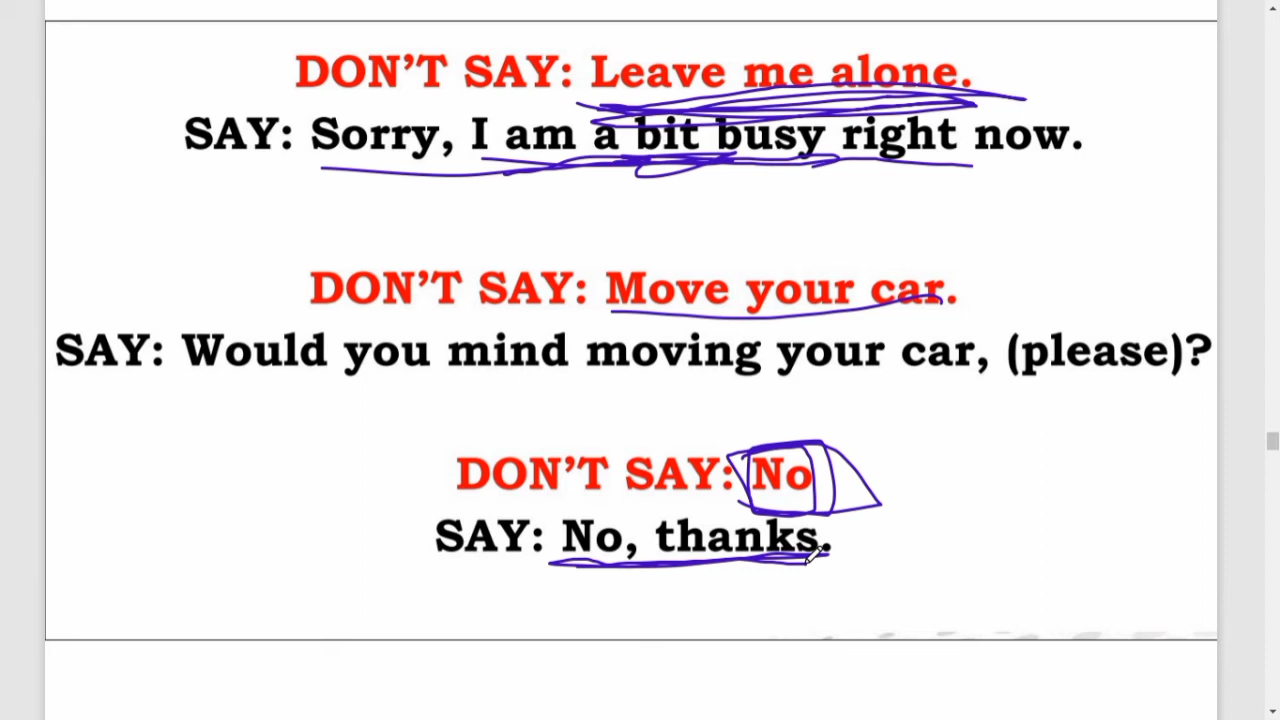 DON'T SAY: Leave me alone.
SAY: Sorry, I am a bit busy right now.
DON'T SAY: Move your car.
SAY: Would you mind moving your car, (please)?
DON'T SAY: No
SAY: No, thanks.